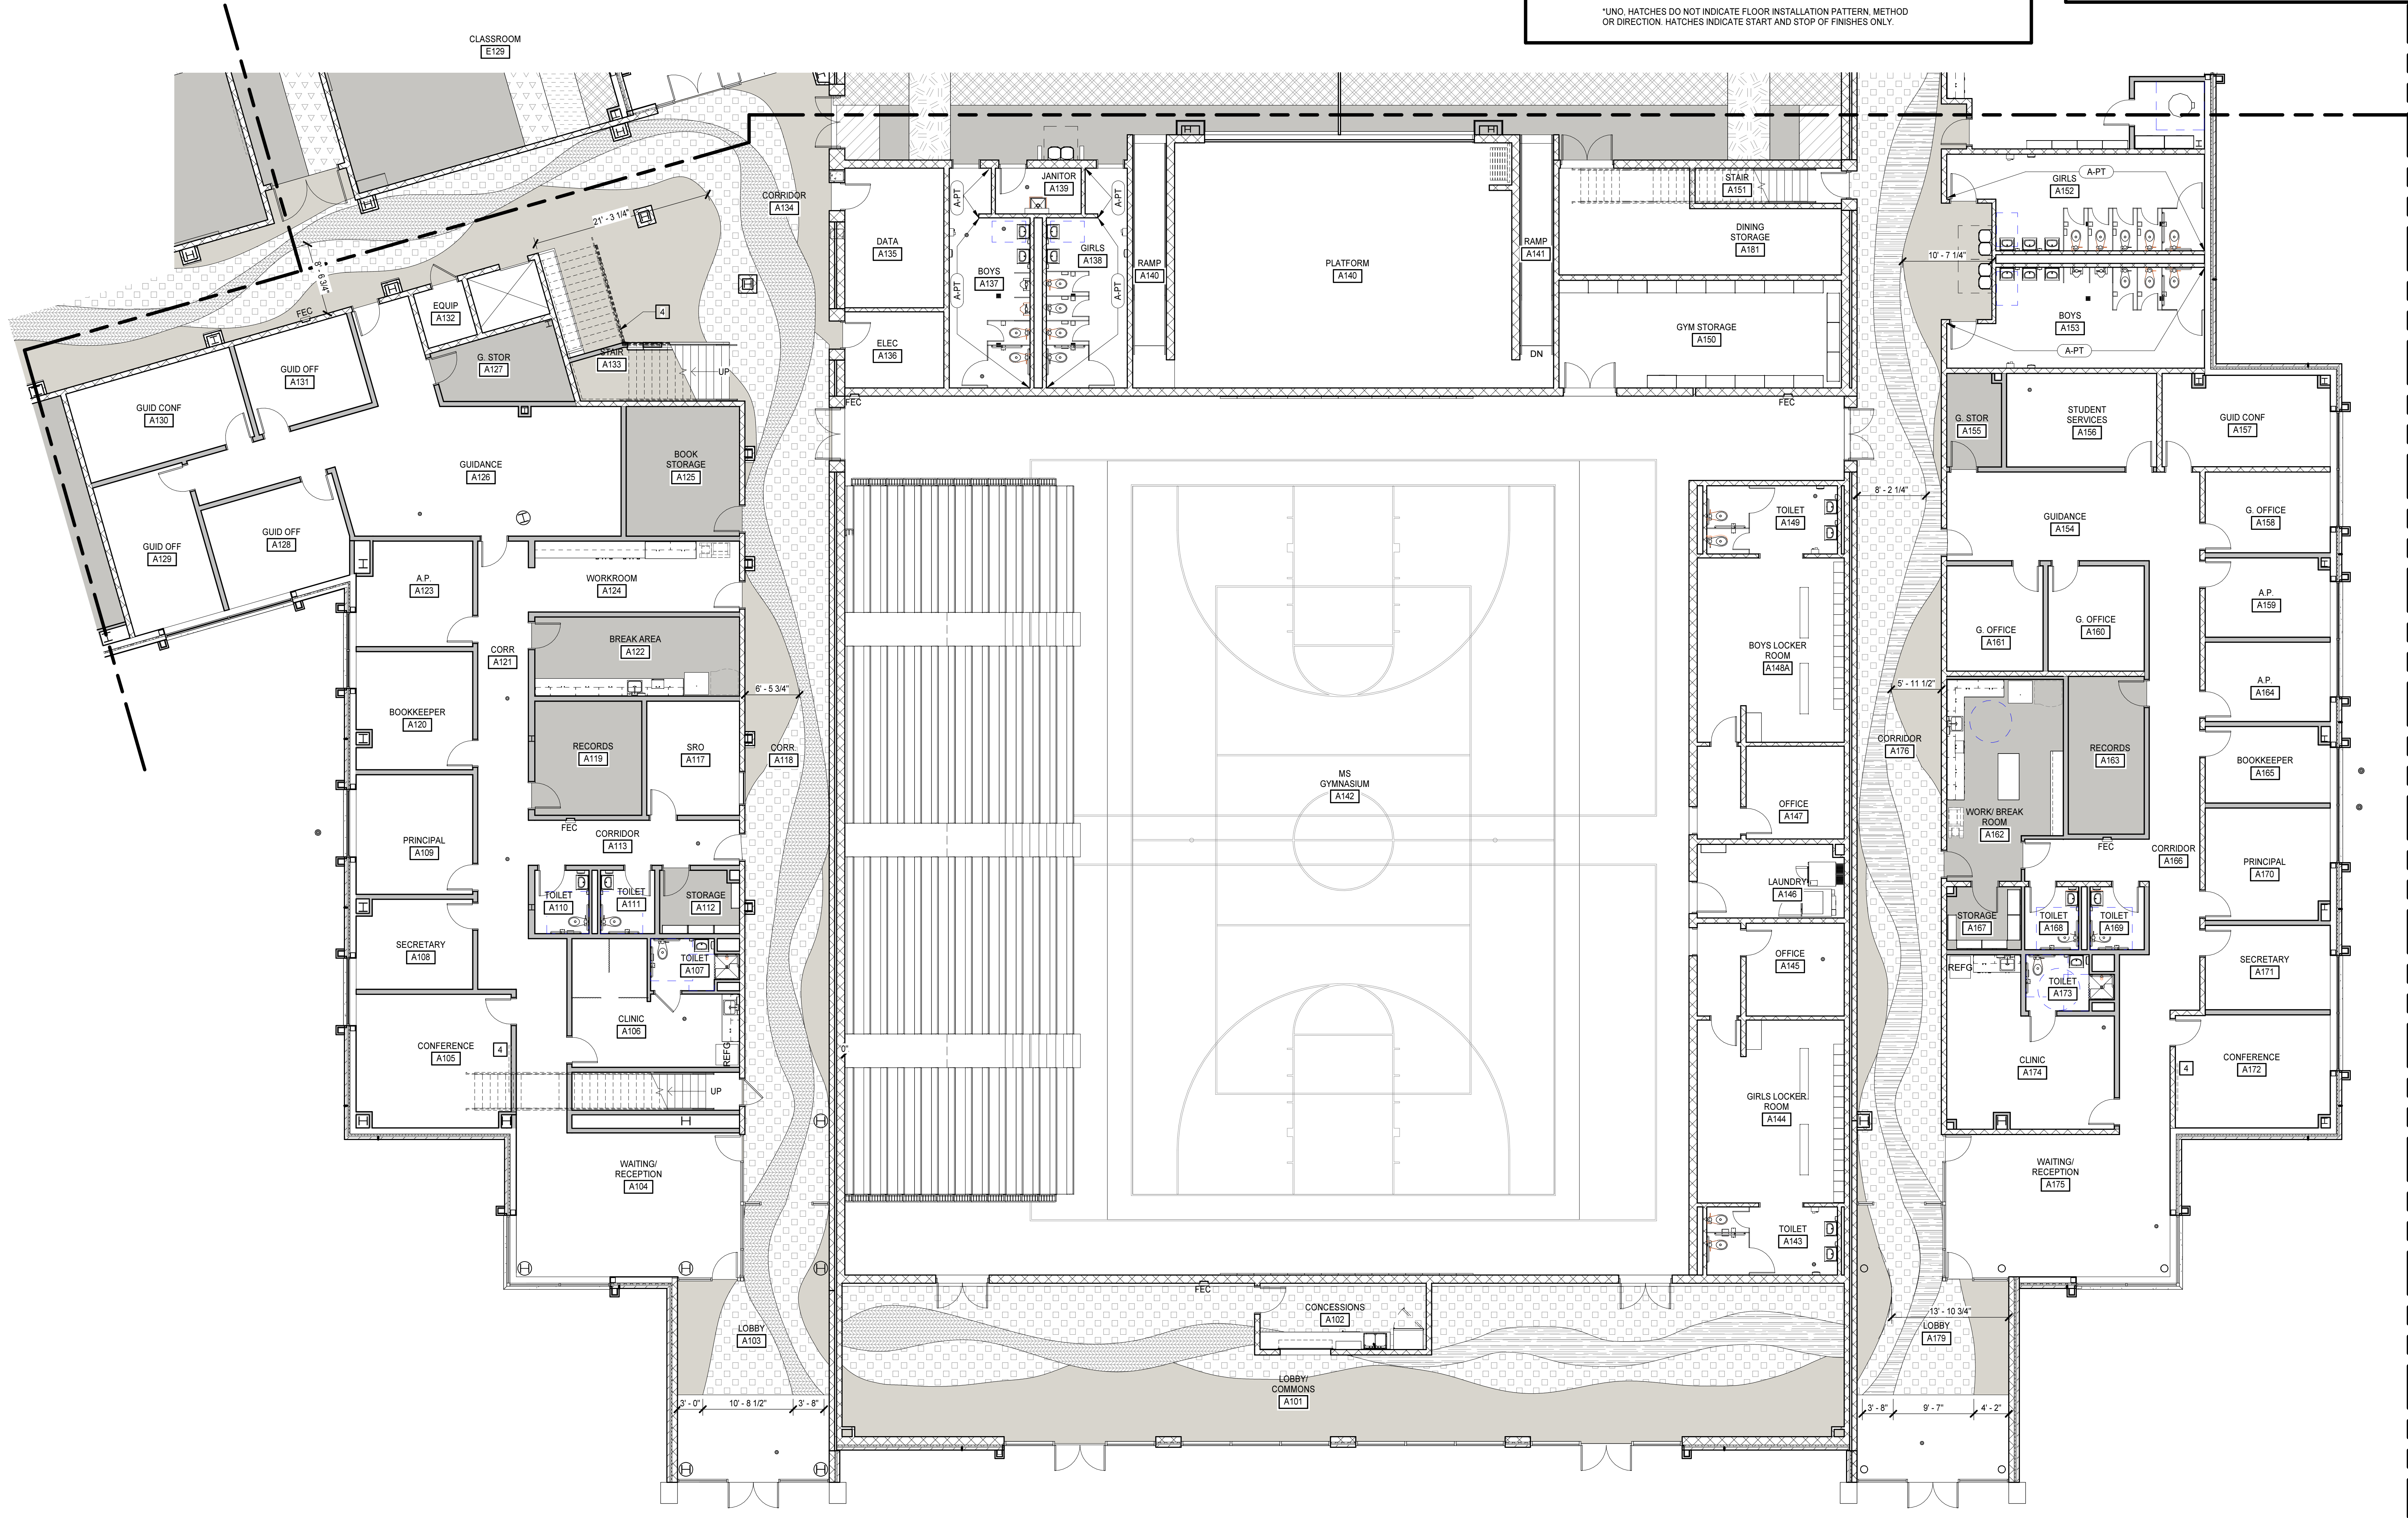 *UNO, HATCHES DO NOT INDICATE FLOOR INSTALLATION PATTERN, METHOD
OR DIRECTION. HATCHES INDICATE START AND STOP OF FINISHES ONLY.
CLASSROOM
E129
CORRIDOR
A134
21' - 3 1/4"
8' - 6 3/4"
FEC
EQUIP
A132
4
STAIR
A133
UP
G. STOR
A127
GUID OFF
A131
GUID CONF
A130
GUIDANCE
A126
BOOK
STORAGE
A125
GUID OFF
A129
GUID OFF
A128
A.P.
A123
WORKROOM
A124
BREAK AREA
A122
CORR
A121
BOOKKEEPER
A120
RECORDS
A119
SRO
A117
6' - 5 3/4"
CORR.
A118
FEC
CORRIDOR
A113
PRINCIPAL
A109
TOILET
A110
TOILET
A111
STORAGE
A112
SECRETARY
A108
TOILET
A107
CLINIC
A106
REFG
CONFERENCE
A105
4
UP
WAITING/
RECEPTION
A104
LOBBY
A103
3' - 0"
10' - 8 1/2"
3' - 8"
DATA
A135
ELEC
A136
FEC
A-PT
JANITOR
A139
A-PT
BOYS
A137
GIRLS
A138
A-PT
A-PT
RAMP
A140
PLATFORM
A140
RAMP
A141
DN
STAIR
A151
DINING
STORAGE
A181
GYM STORAGE
A150
FEC
MS
GYMNASIUM
A142
TOILET
A149
BOYS LOCKER
ROOM
A148A
OFFICE
A147
LAUNDRY
A146
OFFICE
A145
GIRLS LOCKER
ROOM
A144
TOILET
A143
FEC
CONCESSIONS
A102
LOBBY/
COMMONS
A101
GIRLS
A152
A-PT
10' - 7 1/4"
BOYS
A153
A-PT
G. STOR
A155
STUDENT
SERVICES
A156
GUID CONF
A157
8' - 2 1/4"
GUIDANCE
A154
G. OFFICE
A158
G. OFFICE
A161
G. OFFICE
A160
A.P.
A159
5' - 11 1/2"
A.P.
A164
CORRIDOR
A176
RECORDS
A163
BOOKKEEPER
A165
WORK/ BREAK
ROOM
A162
FEC
CORRIDOR
A166
PRINCIPAL
A170
STORAGE
A167
TOILET
A168
TOILET
A169
REFG
TOILET
A173
SECRETARY
A171
CLINIC
A174
4
CONFERENCE
A172
WAITING/
RECEPTION
A175
13' - 10 3/4"
LOBBY
A179
3' - 8"
9' - 7"
4' - 2"